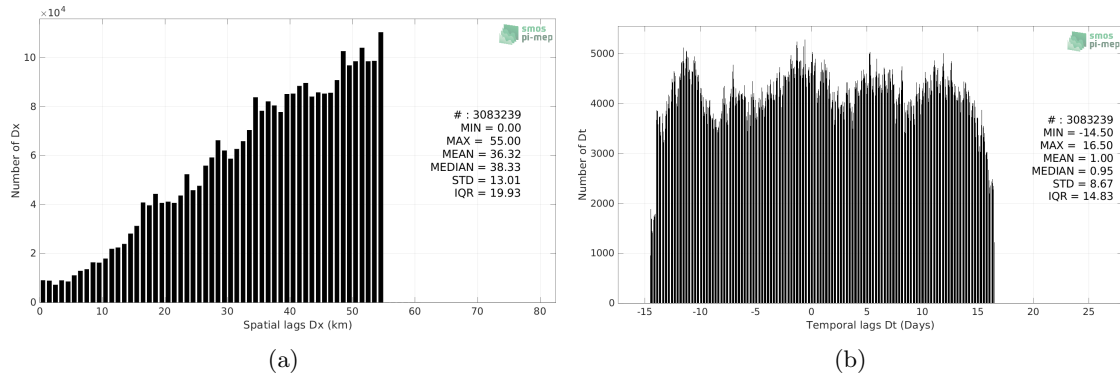 ×10⁴
10
8
6
4
2
0
Number of Dx
0 10 20 30 40 50 60 70 80
Spatial lags Dx (km)
smos
pi-mep
# : 3083239
MIN = 0.00
MAX = 55.00
MEAN = 36.32
MEDIAN = 38.33
STD = 13.01
IQR = 19.93
(a)
5000
4000
3000
2000
1000
0
Number of Dt
-15 -10 -5 0 5 10 15 20 25
Temporal lags Dt (Days)
smos
pi-mep
# : 3083239
MIN = -14.50
MAX = 16.50
MEAN = 1.00
MEDIAN = 0.95
STD = 8.67
IQR = 14.83
(b)